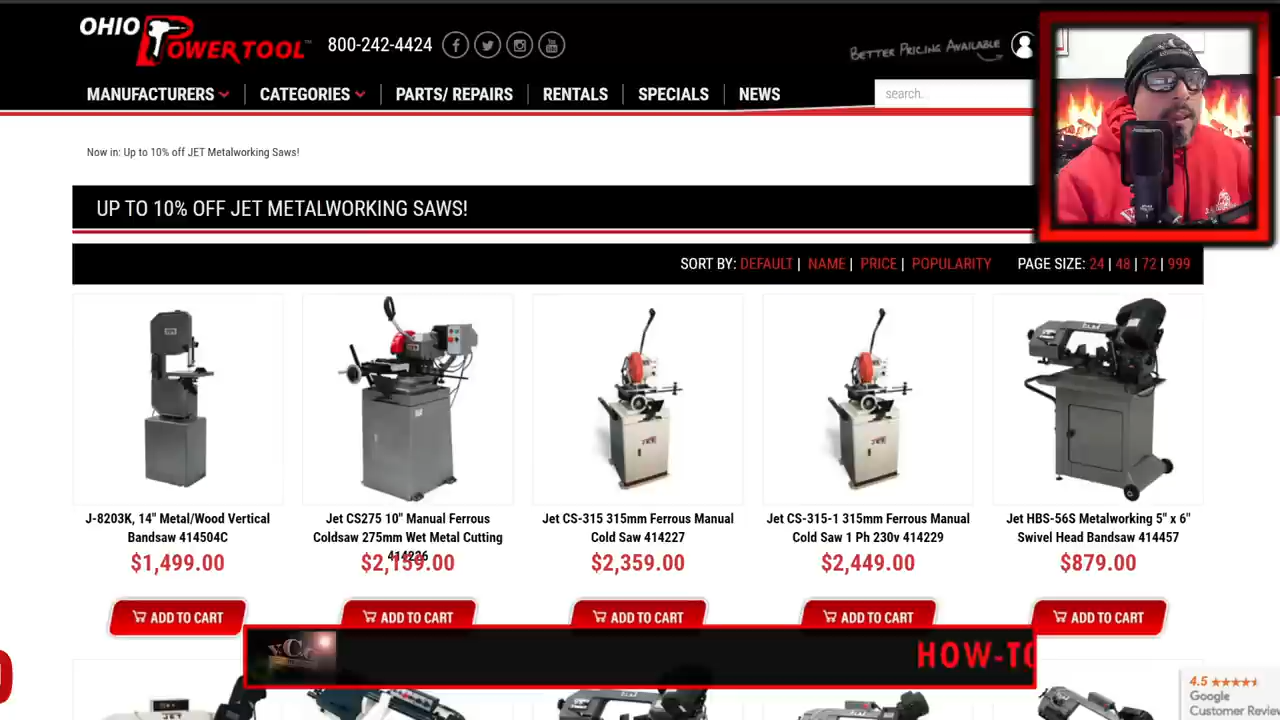 OHIO
POWER TOOL™
800-242-4424
BETTER PRICING AVAILABLE
MANUFACTURERS
CATEGORIES
PARTS/ REPAIRS
RENTALS
SPECIALS
NEWS
search..
Now in: Up to 10% off JET Metalworking Saws!
UP TO 10% OFF JET METALWORKING SAWS!
SORT BY: DEFAULT | NAME | PRICE | POPULARITY
PAGE SIZE: 24 | 48 | 72 | 999
J-8203K, 14" Metal/Wood Vertical
Bandsaw 414504C
$1,499.00
ADD TO CART
Jet CS275 10" Manual Ferrous
Coldsaw 275mm Wet Metal Cutting
414226
$2,159.00
ADD TO CART
Jet CS-315 315mm Ferrous Manual
Cold Saw 414227
$2,359.00
ADD TO CART
Jet CS-315-1 315mm Ferrous Manual
Cold Saw 1 Ph 230v 414229
$2,449.00
ADD TO CART
Jet HBS-56S Metalworking 5" x 6"
Swivel Head Bandsaw 414457
$879.00
ADD TO CART
HOW-TO
4.5
Google
Customer Review